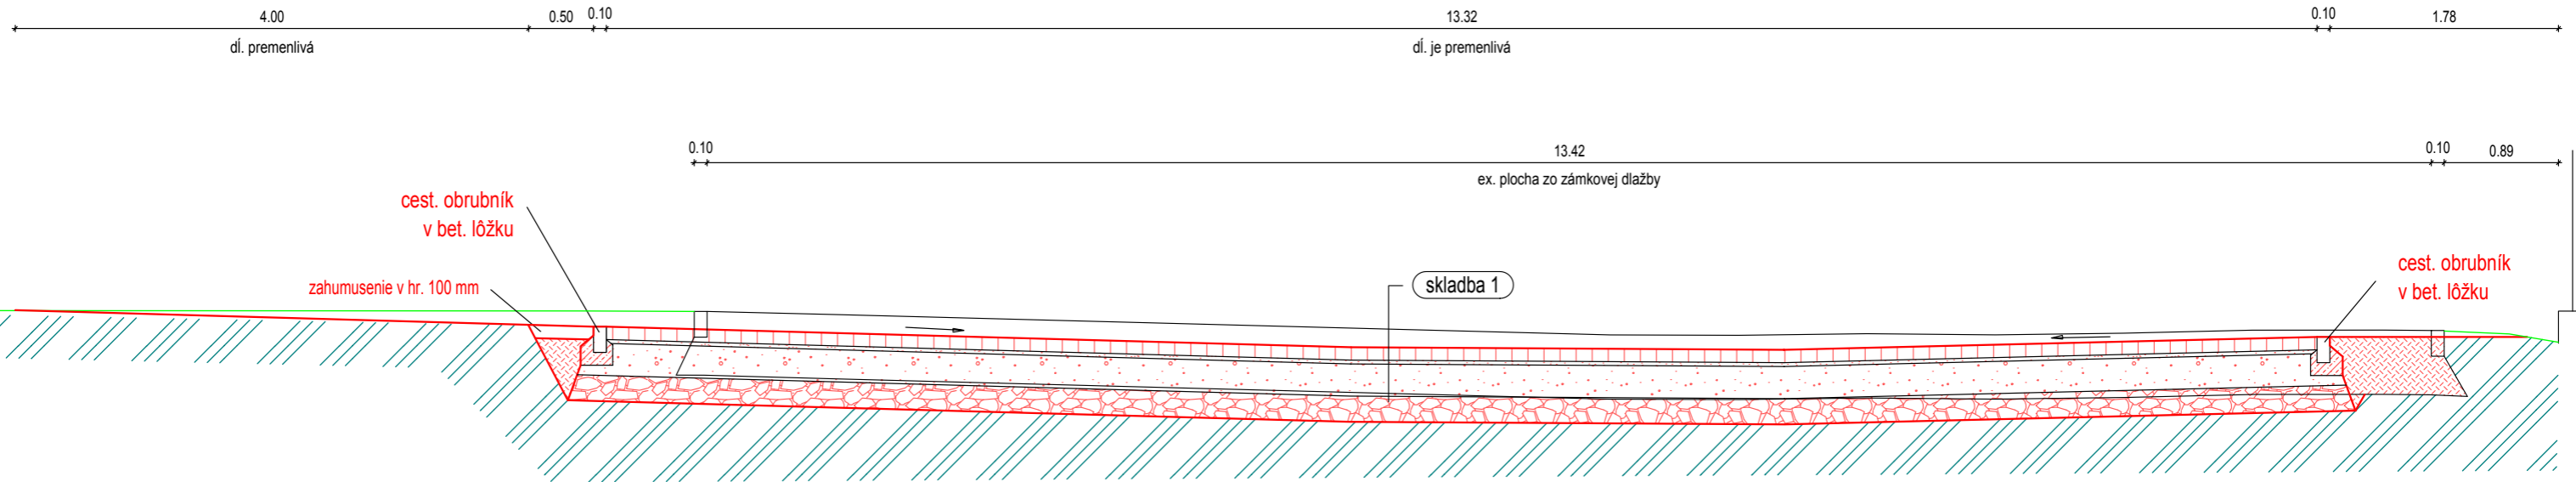 4.00 0.50 0.10 13.32 0.10 1.78
dĺ. premenlivá dĺ. je premenlivá
0.10 13.42 0.10 0.89
ex. plocha zo zámkovej dlažby
cest. obrubník
v bet. lôžku
cest. obrubník
v bet. lôžku
zahumusenie v hr. 100 mm
skladba 1